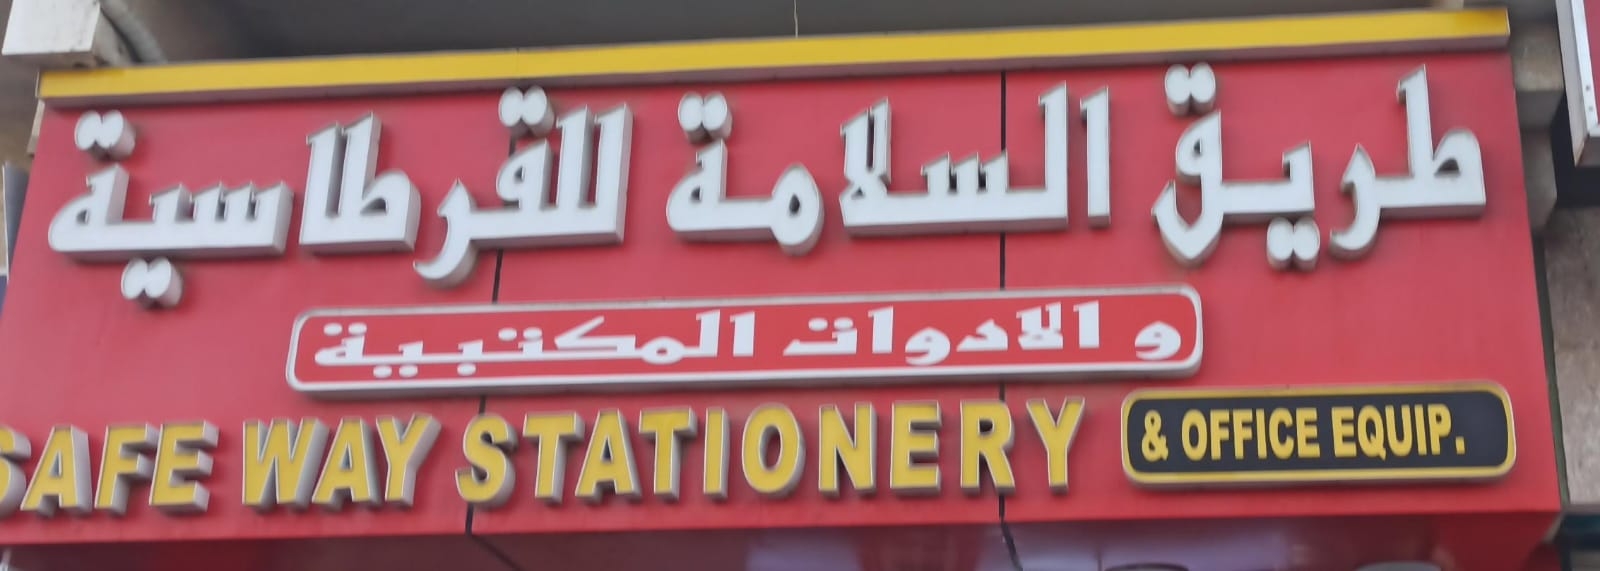 طريق السلامة للقرطاسية
و الادوات المكتبية
SAFE WAY STATIONERY
& OFFICE EQUIP.